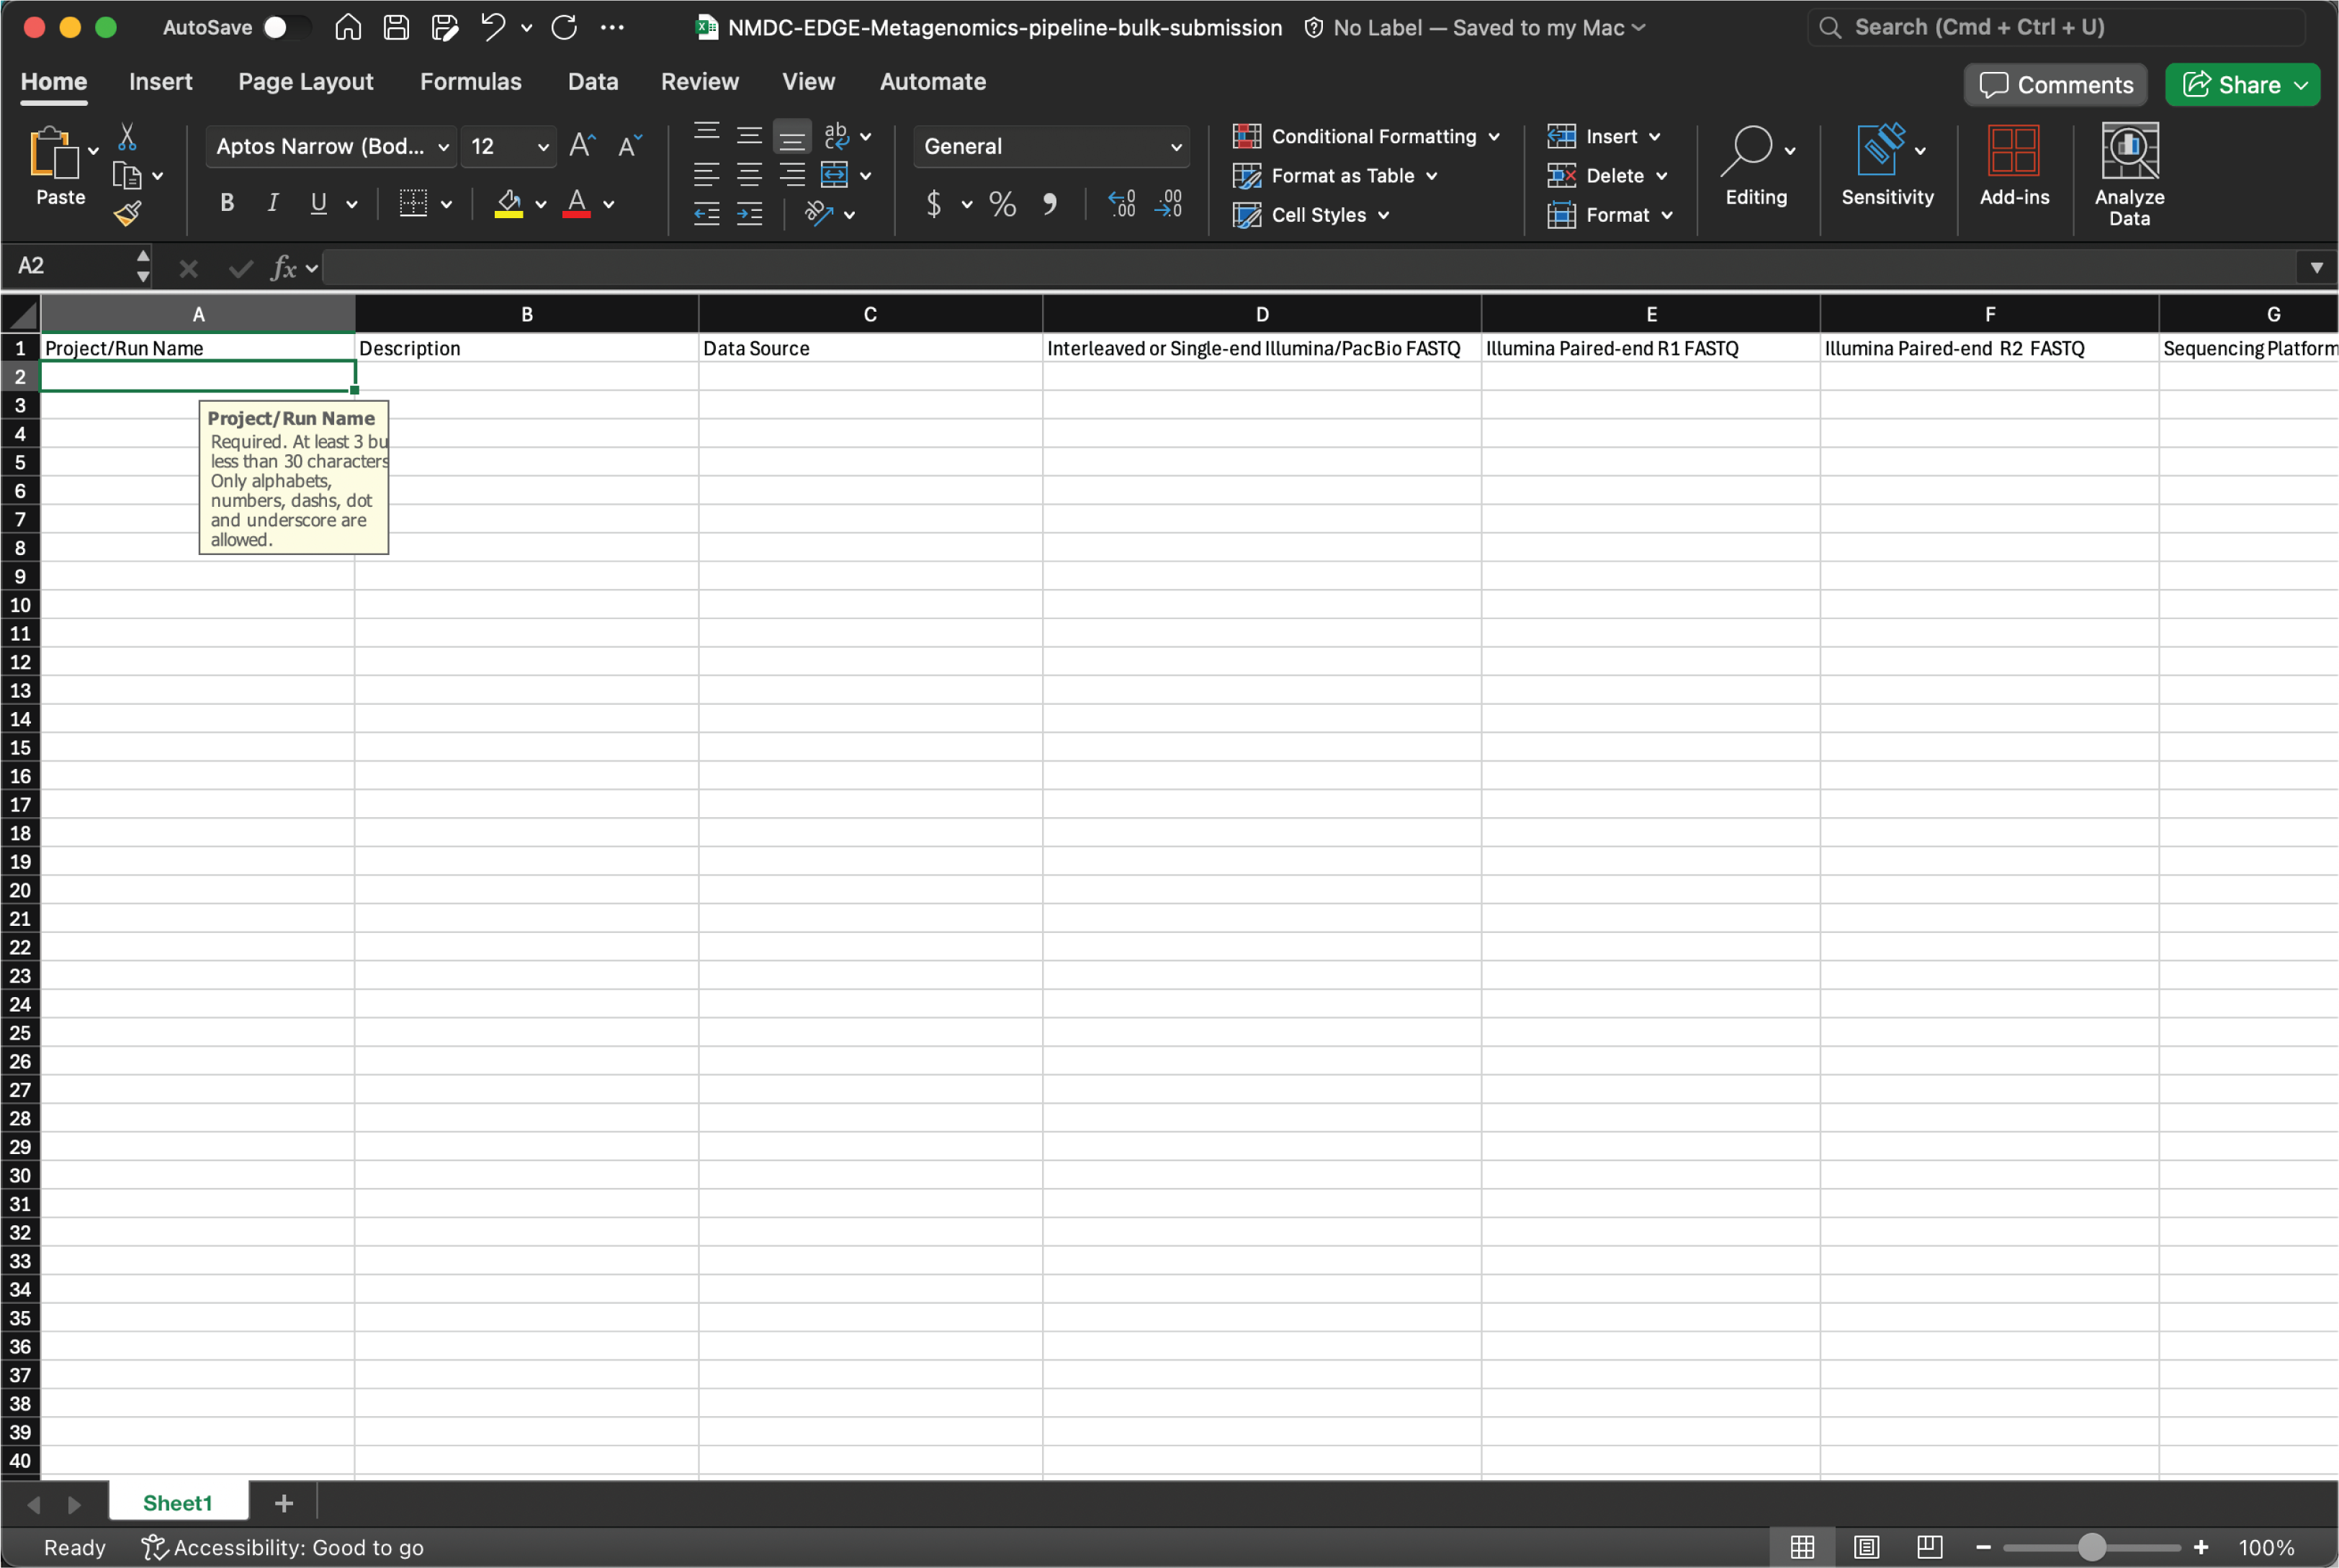 AutoSave
NMDC-EDGE-Metagenomics-pipeline-bulk-submission
No Label — Saved to my Mac
Search (Cmd + Ctrl + U)
Home Insert Page Layout Formulas Data Review View Automate
Comments
Share
Paste
Aptos Narrow (Bod... 12
General
Conditional Formatting
Format as Table
Cell Styles
Insert
Delete
Format
Editing
Sensitivity
Add-ins
Analyze
Data
A2
fx
A B C D E F G
1 Project/Run Name Description Data Source Interleaved or Single-end Illumina/PacBio FASTQ Illumina Paired-end R1 FASTQ Illumina Paired-end R2 FASTQ Sequencing Platform
2
3
4
5
6
7
8
9
10
11
12
13
14
15
16
17
18
19
20
21
22
23
24
25
26
27
28
29
30
31
32
33
34
35
36
37
38
39
40
Project/Run Name
Required. At least 3 bu
less than 30 characters
Only alphabets,
numbers, dashs, dot
and underscore are
allowed.
Sheet1
Ready
Accessibility: Good to go
100%